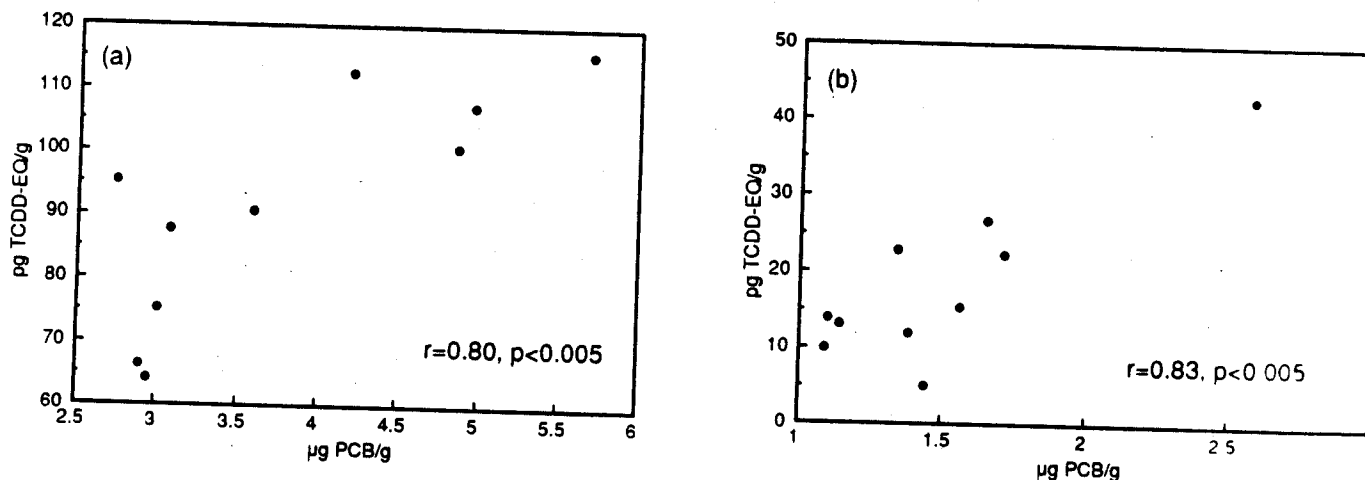 (a)
120
110
100
90
80
70
60
pg TCDD-EQ/g
r=0.80, p<0.005
2.5 3 3.5 4 4.5 5 5.5 6
µg PCB/g
(b)
50
40
30
20
10
0
pg TCDD-EQ/g
r=0.83, p<0 005
1 1.5 2 2 5
µg PCB/g